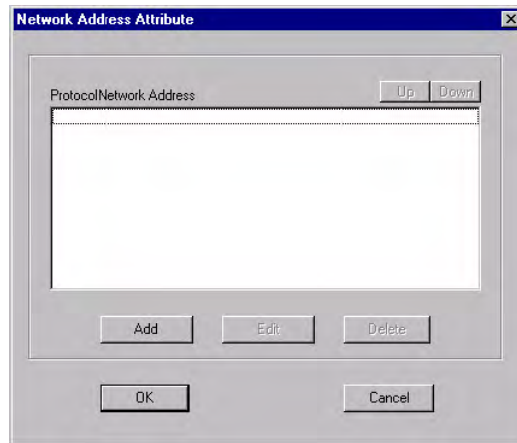 Network Address Attribute
ProtocolNetwork Address
Up Down
Add Edit Delete
OK Cancel